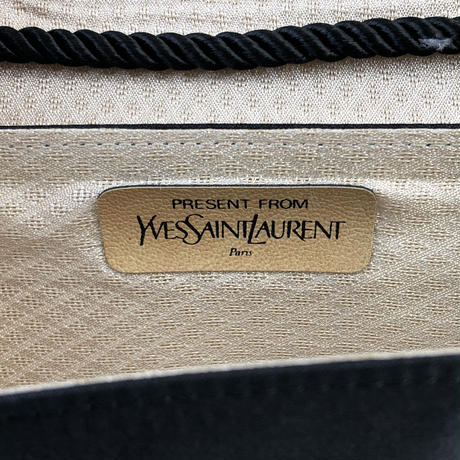 PRESENT FROM
YVESSAINTLAURENT
Paris